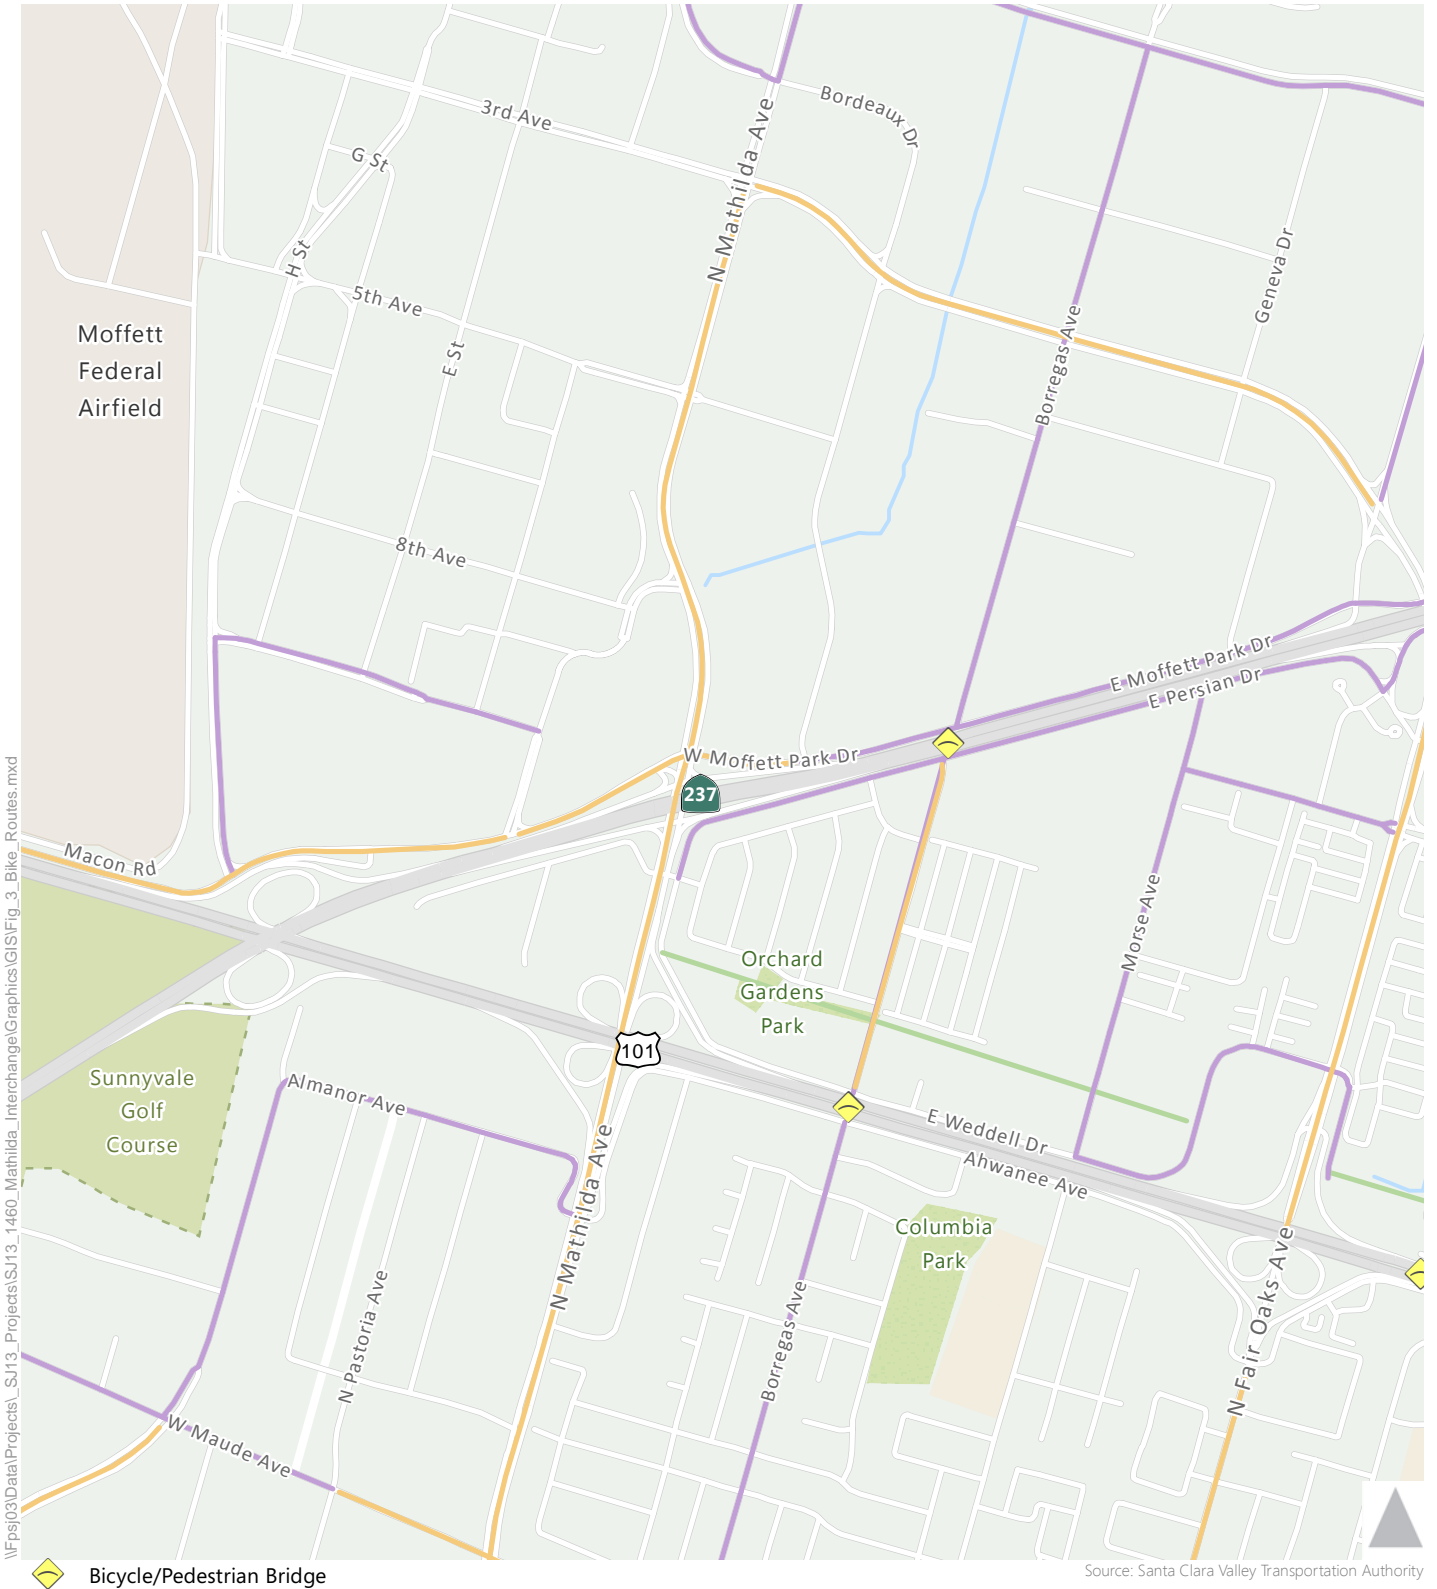 Bordeaux Dr
3rd Ave
N Mathilda Ave
G St
H St
Geneva Dr
5th Ave
Moffett
Federal
Airfield
E St
Borregas Ave
8th Ave
E Moffett Park Dr
E Persian Dr
W Moffett Park Dr
237
Macon Rd
Morse Ave
Orchard
Gardens
Park
101
Sunnyvale
Golf
Course
Almanor Ave
E Weddell Dr
Ahwanee Ave
N Mathilda Ave
Columbia
Park
N Fair Oaks Ave
N Pastoria Ave
Borregas Ave
W Maude Ave
\\Fpsj03\Data\Projects\_SJ13_Projects\SJ13_1460_Mathilda_Interchange\Graphics\GIS\Fig_3_Bike_Routes.mxd
Bicycle/Pedestrian Bridge
Source: Santa Clara Valley Transportation Authority